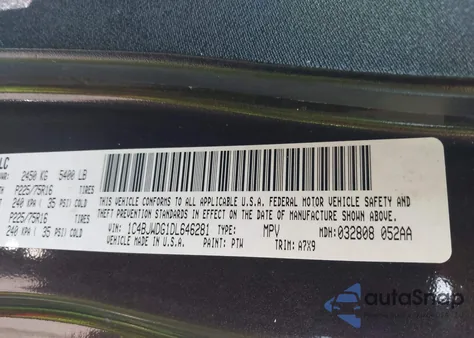 LC
2450 KG 5400 LB
P225/75R16 TIRES
240 KPA ( 35 PSI) COLD
P225/75R16 TIRES
240 KPA ( 35 PSI) COLD
THIS VEHICLE CONFORMS TO ALL APPLICABLE U.S.A. FEDERAL MOTOR VEHICLE SAFETY AND
THEFT PREVENTION STANDARDS IN EFFECT ON THE DATE OF MANUFACTURE SHOWN ABOVE.
VIN: 1C4BJWDG1DL646281 TYPE: MPV MDH: 032808 052AA
VEHICLE MADE IN U.S.A. PAINT: PTW TRIM: A7X9
autoSnap